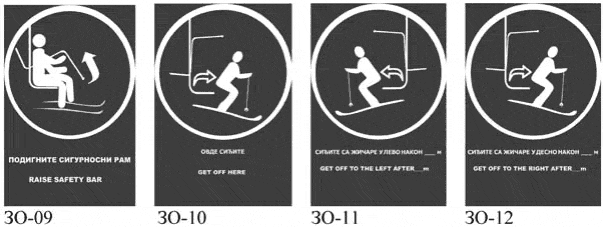 ПОДИГНИТЕ СИГУРНОСНИ РАМ
RAISE SAFETY BAR
ЗО-09
ОВДЕ СИЂИТЕ
GET OFF HERE
ЗО-10
СИЂИТЕ СА ЖИЧАРЕ У ЛЕВО НАКОН ___ м
GET OFF TO THE LEFT AFTER___m
ЗО-11
СИЂИТЕ СА ЖИЧАРЕ У ДЕСНО НАКОН ___ м
GET OFF TO THE RIGHT AFTER___m
ЗО-12